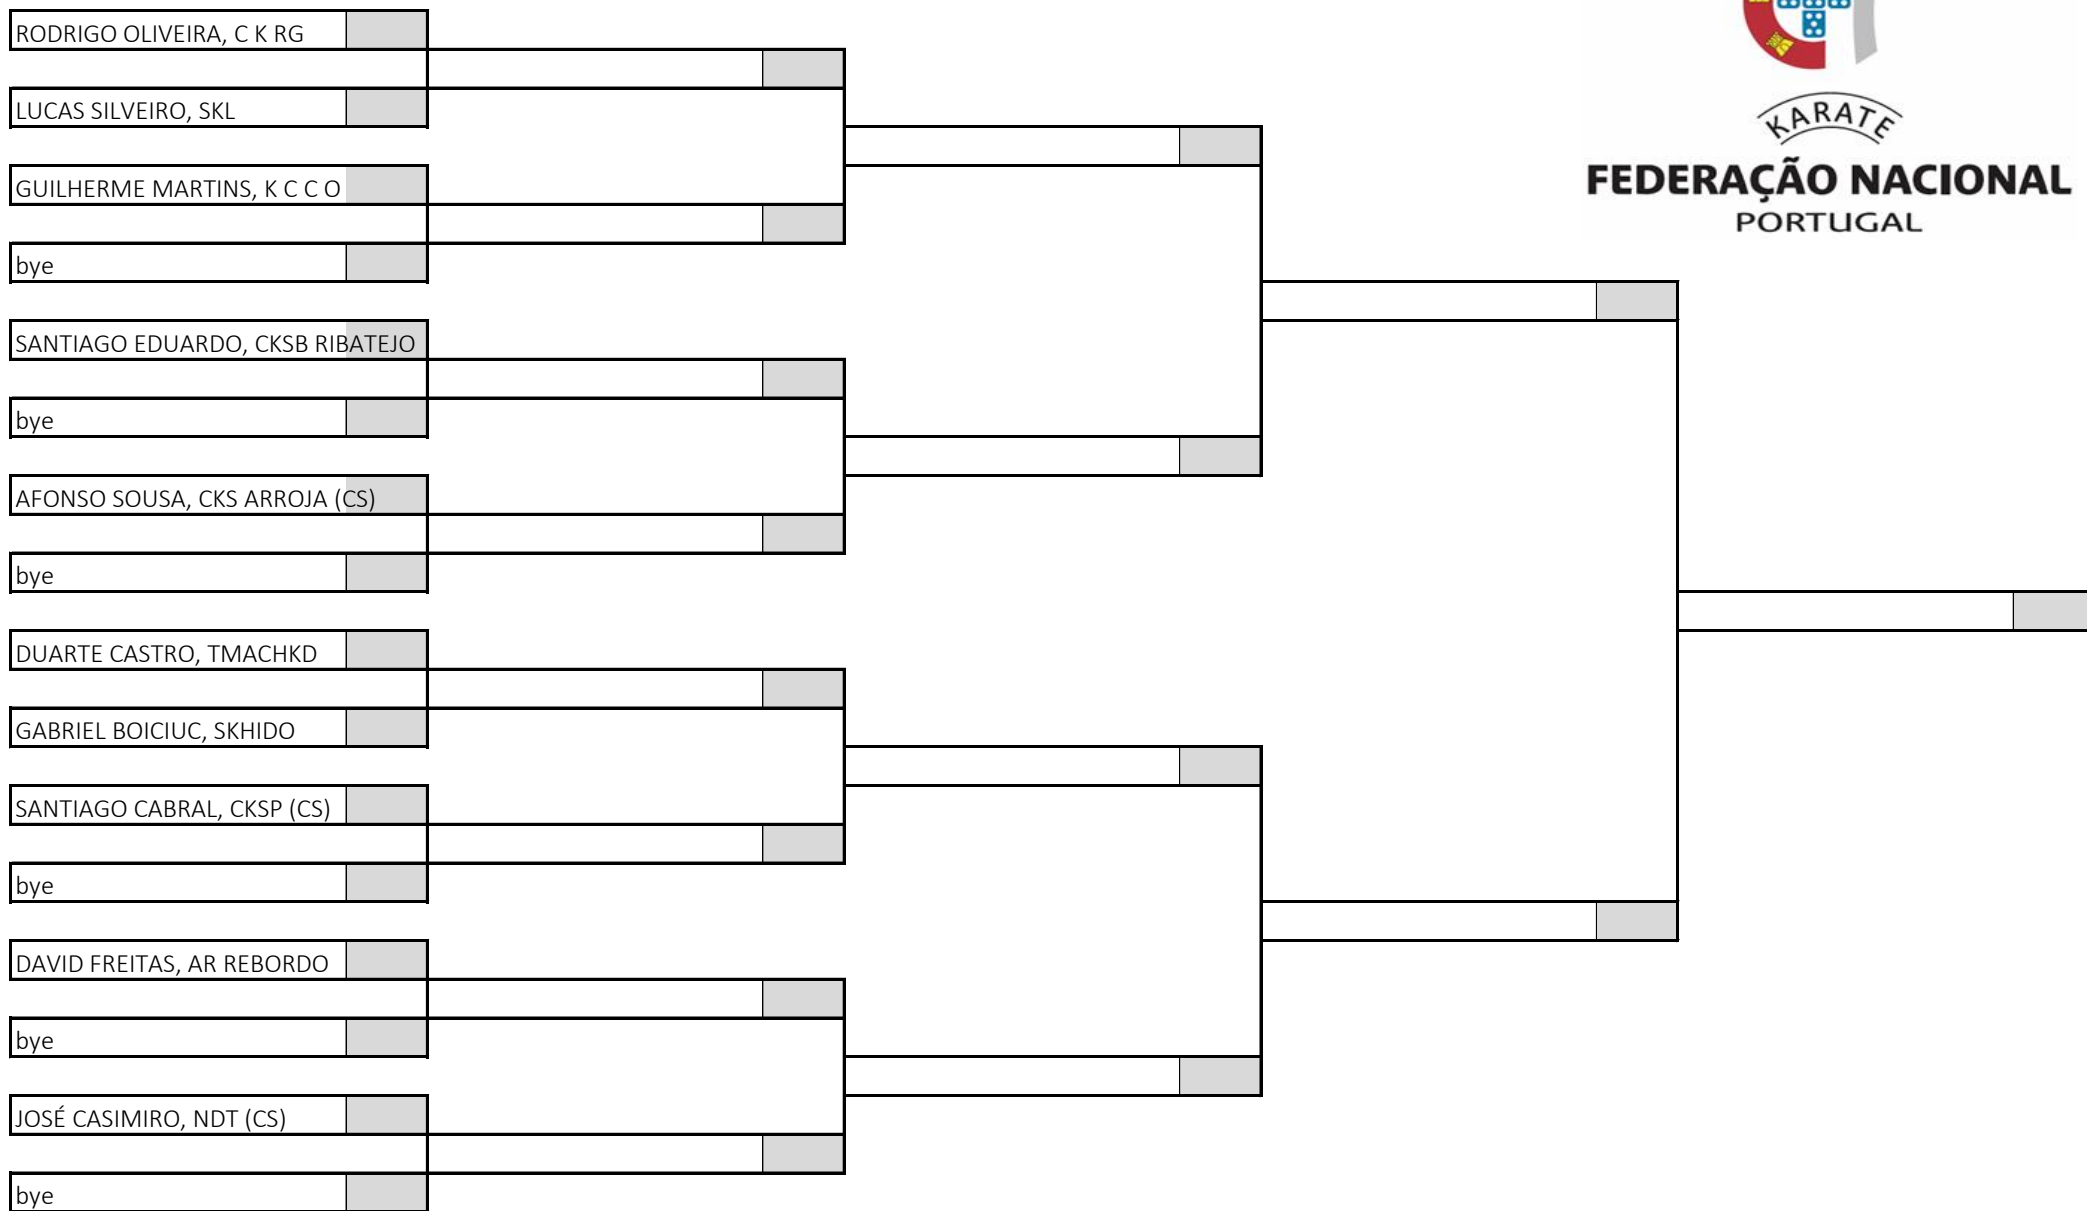 RODRIGO OLIVEIRA, C K RG
LUCAS SILVEIRO, SKL
GUILHERME MARTINS, K C C O
bye
SANTIAGO EDUARDO, CKSB RIBATEJO
bye
AFONSO SOUSA, CKS ARROJA (CS)
bye
DUARTE CASTRO, TMACHKD
GABRIEL BOICIUC, SKHIDO
SANTIAGO CABRAL, CKSP (CS)
bye
DAVID FREITAS, AR REBORDO
bye
JOSÉ CASIMIRO, NDT (CS)
bye
KARATE
FEDERAÇÃO NACIONAL
PORTUGAL